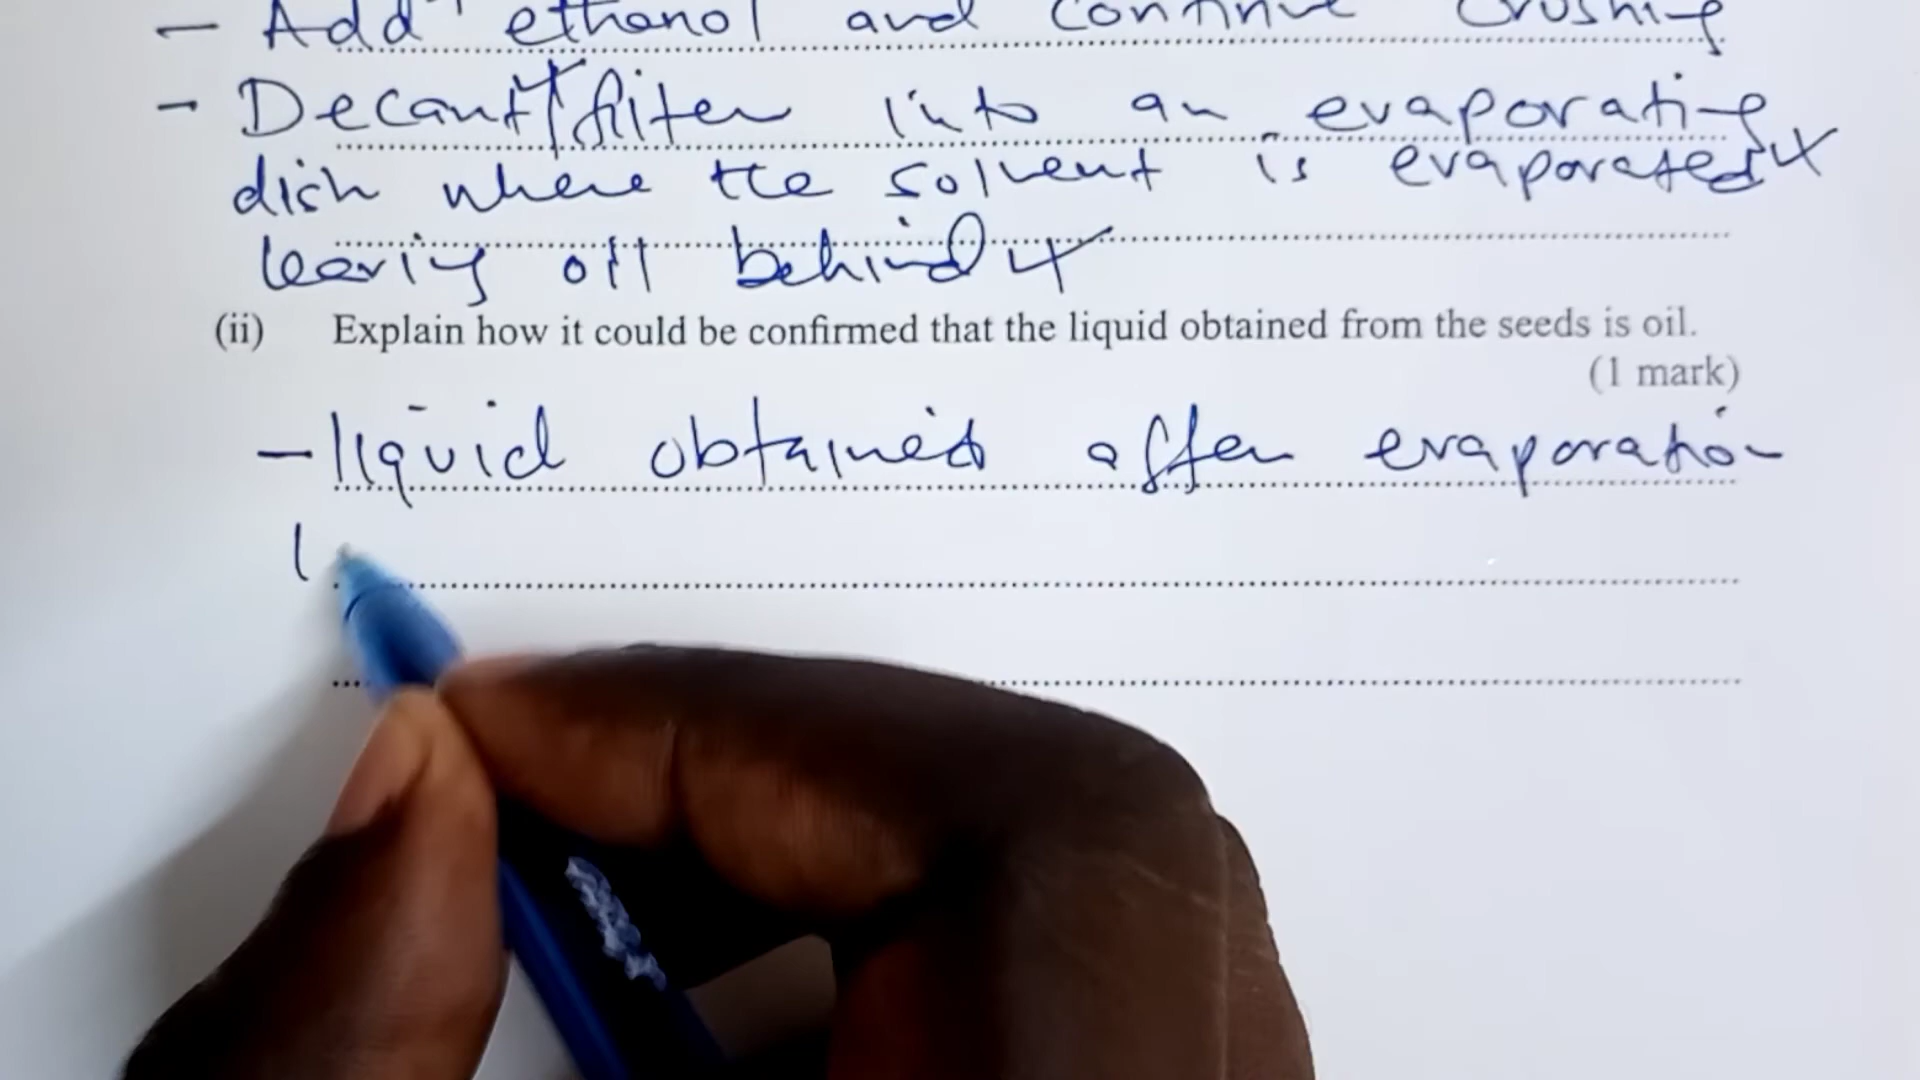 - Add ethanol and continue crushing
- Decant/filter into an evaporating
dish where the solvent is evaporated
leaving oil behind
(ii) Explain how it could be confirmed that the liquid obtained from the seeds is oil.
(1 mark)
- liquid obtained after evaporation
l